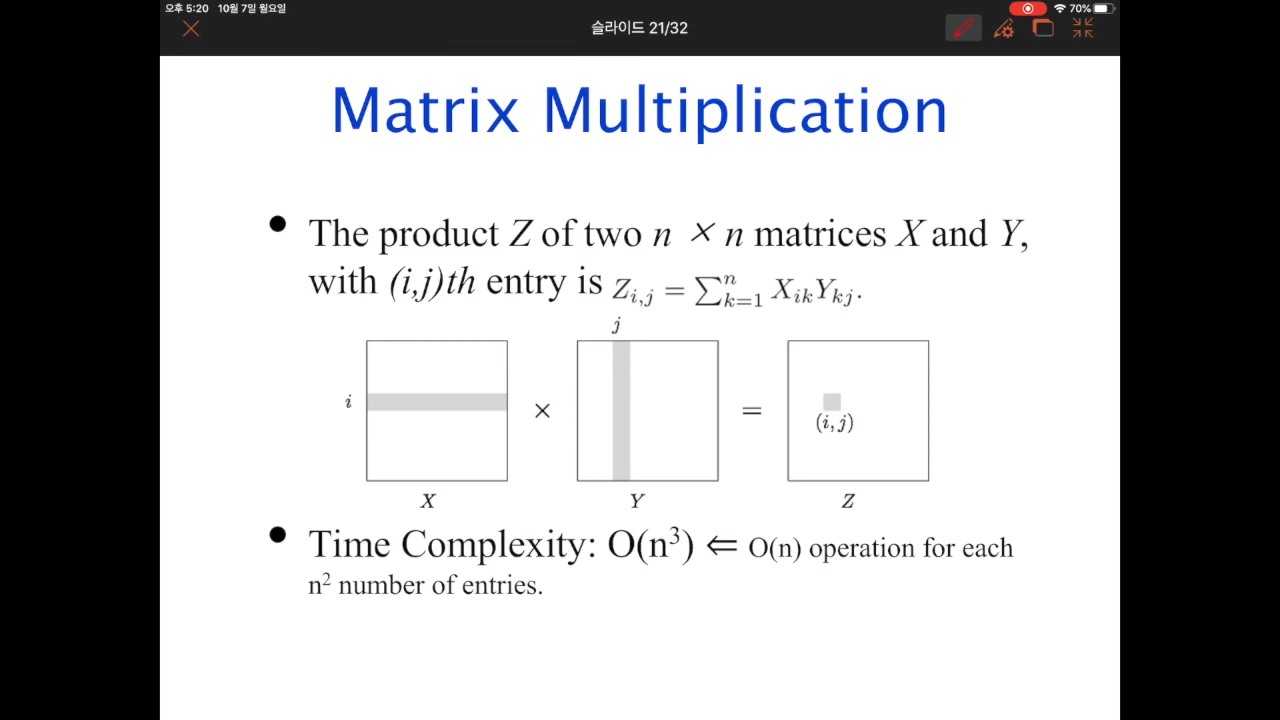 오후 5:20 10월 7일 월요일
70%
슬라이드 21/32
Matrix Multiplication
• The product Z of two n × n matrices X and Y,
with (i,j)th entry is Z_{i,j} = ∑_{k=1}^{n} X_{ik}Y_{kj}.
j
i
×
=
(i, j)
X
Y
Z
• Time Complexity: O(n³) ⇐ O(n) operation for each
n² number of entries.